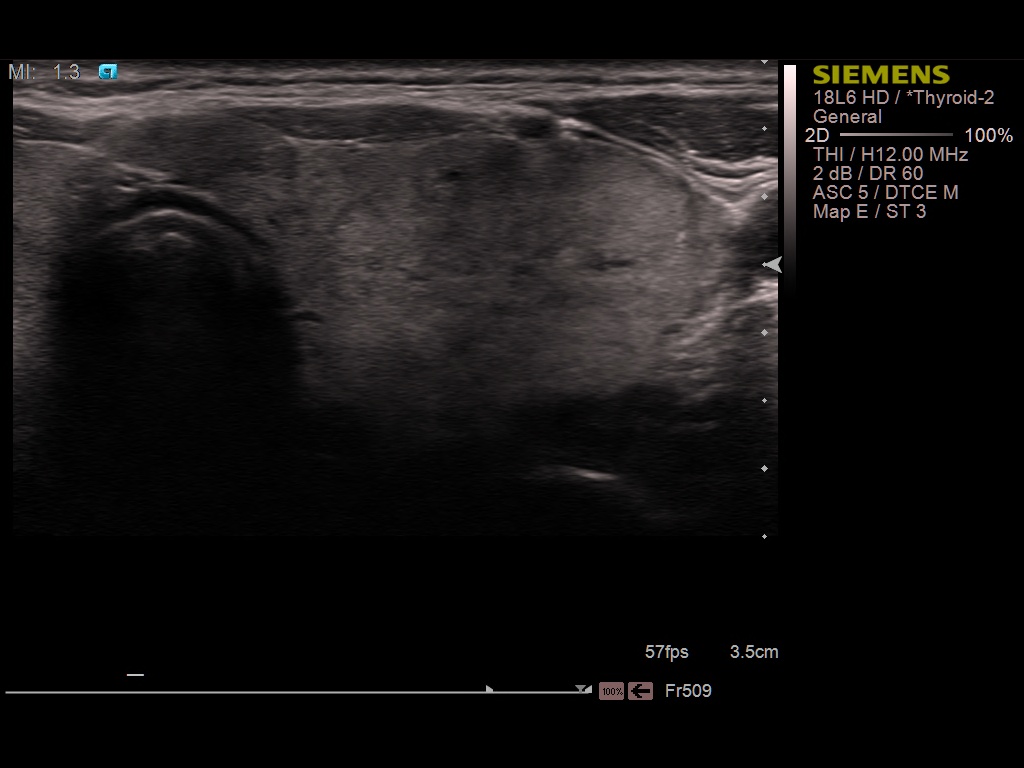 MI: 1.3
SIEMENS
18L6 HD / *Thyroid-2
General
2D 100%
THI / H12.00 MHz
2 dB / DR 60
ASC 5 / DTCE M
Map E / ST 3
57fps 3.5cm
100% Fr509